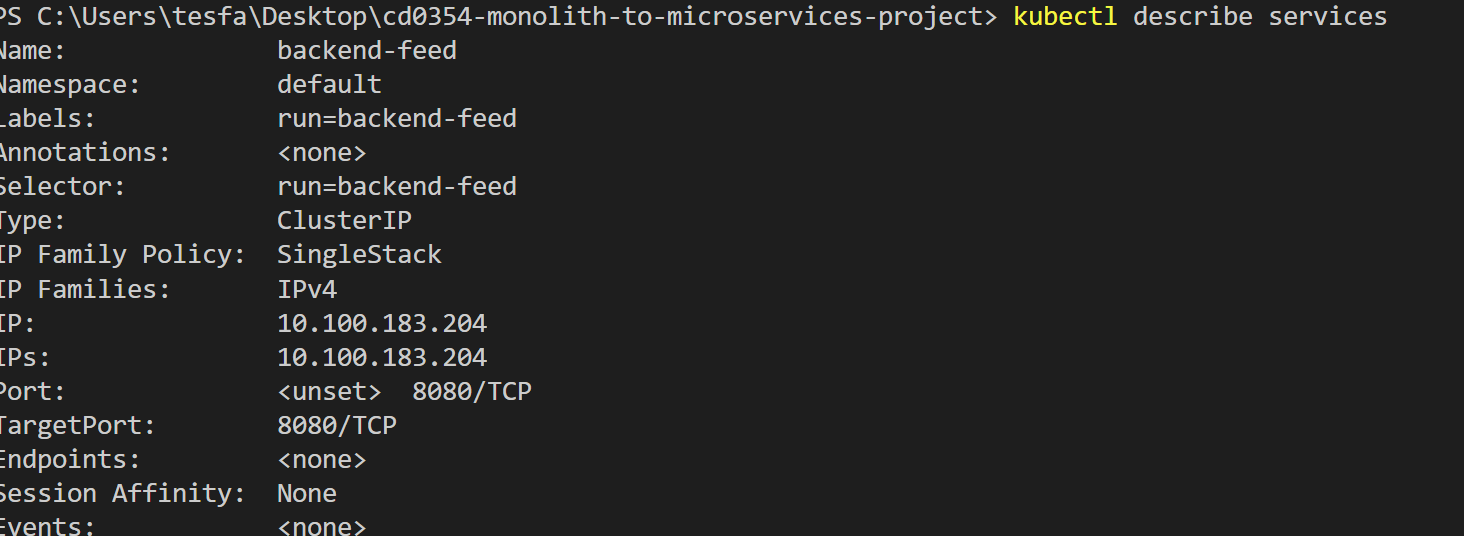 PS C:\Users\tesfa\Desktop\cd0354-monolith-to-microservices-project> kubectl describe services
Name: backend-feed
Namespace: default
Labels: run=backend-feed
Annotations: <none>
Selector: run=backend-feed
Type: ClusterIP
IP Family Policy: SingleStack
IP Families: IPv4
IP: 10.100.183.204
IPs: 10.100.183.204
Port: <unset> 8080/TCP
TargetPort: 8080/TCP
Endpoints: <none>
Session Affinity: None
Events: <none>